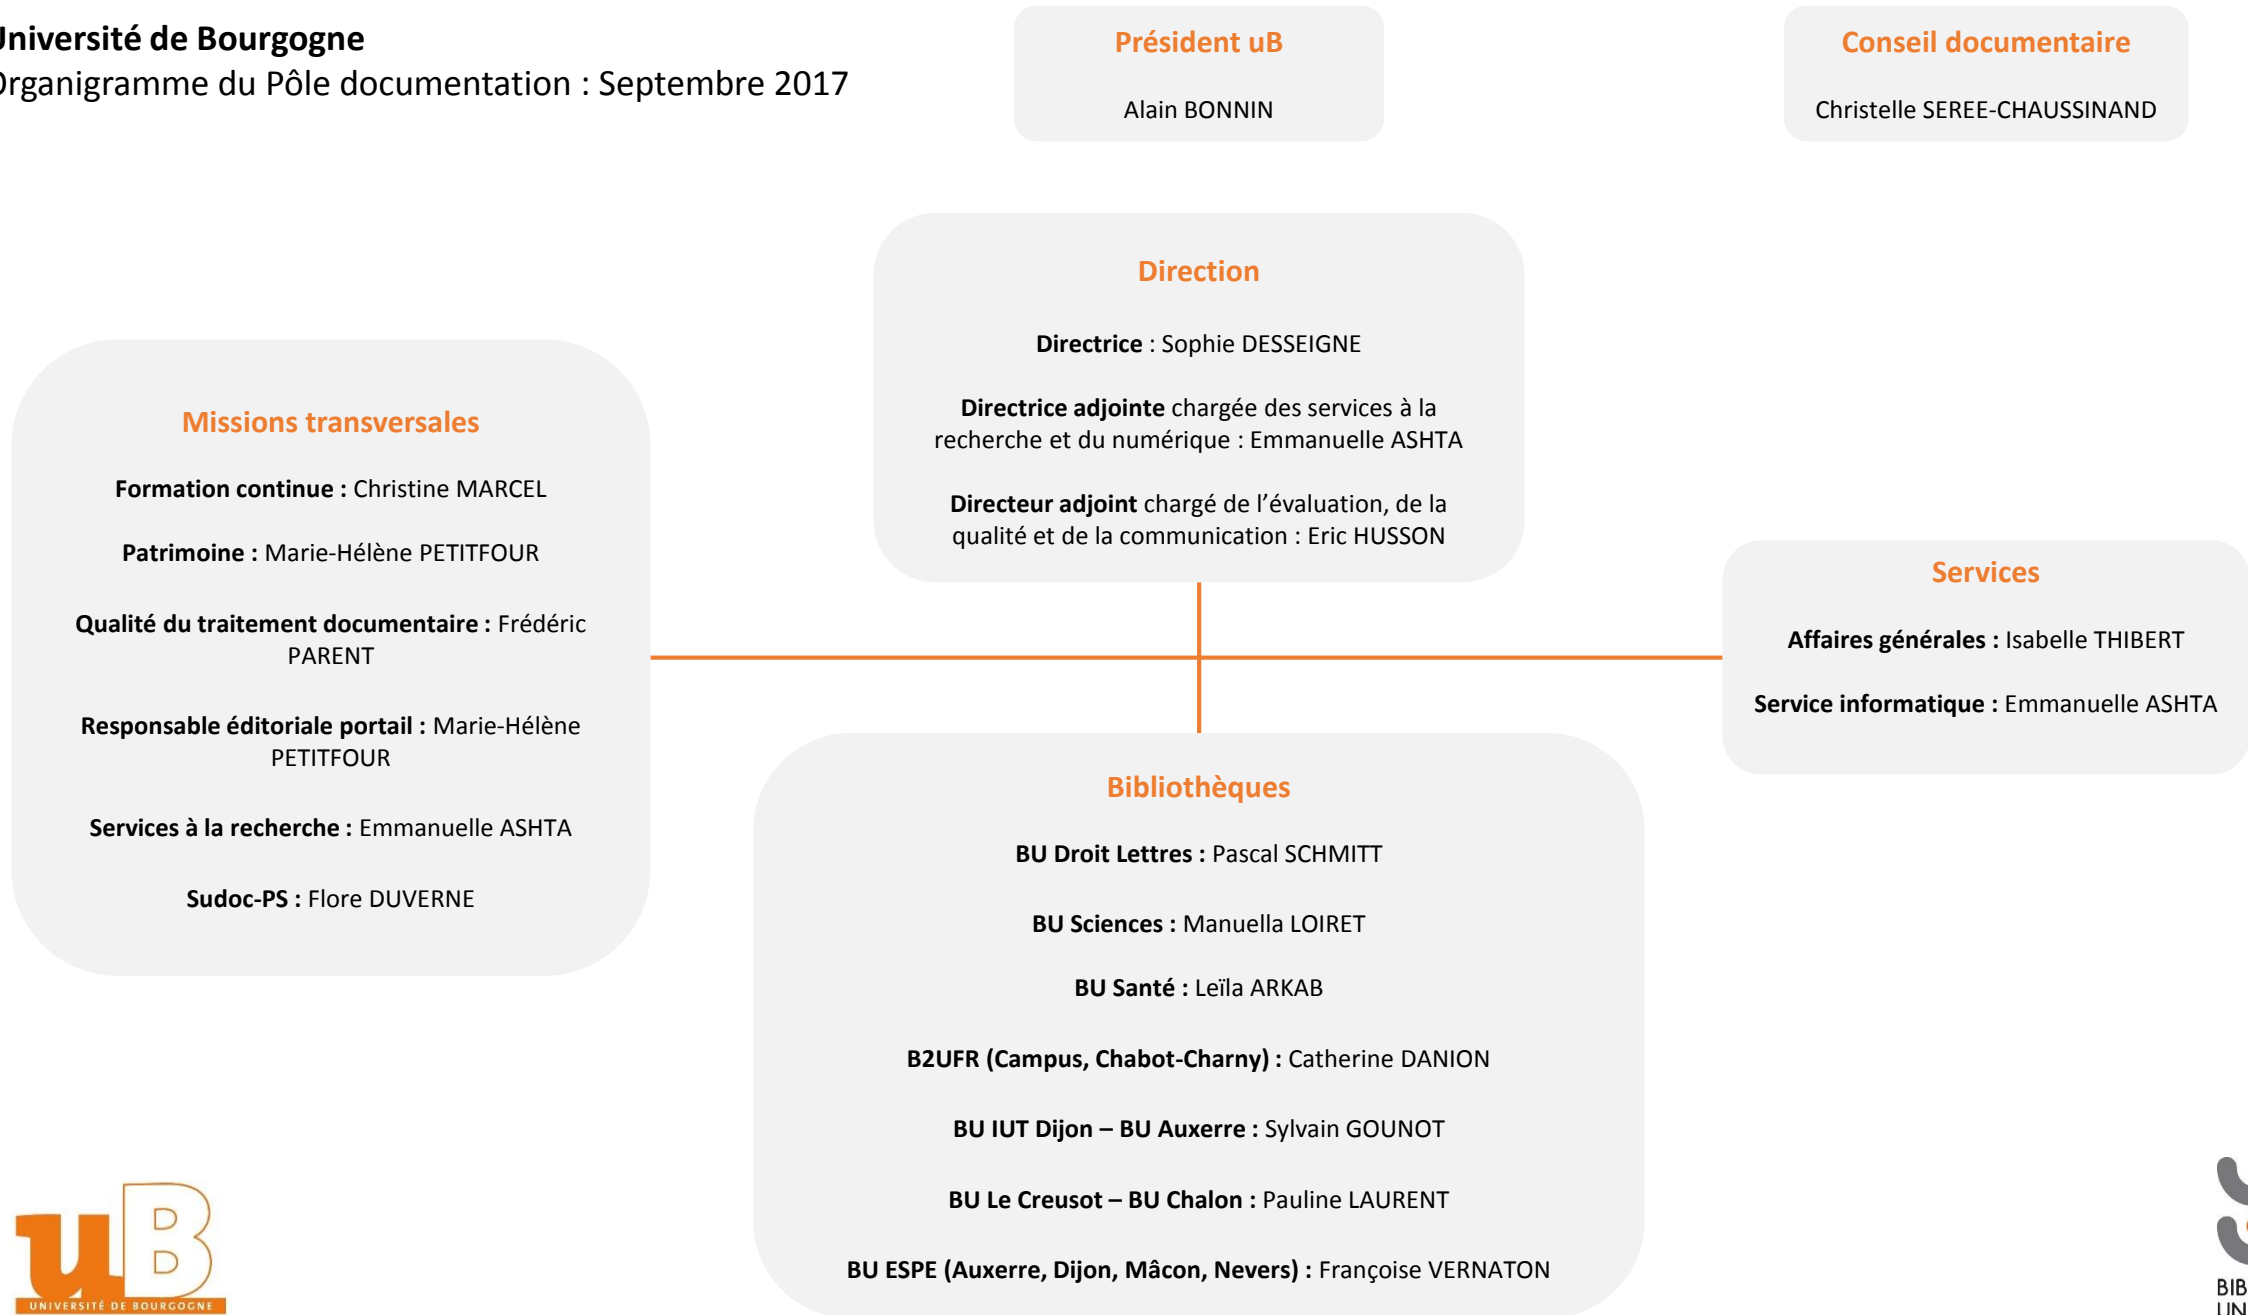 Université de Bourgogne
Organigramme du Pôle documentation : Septembre 2017
Président uB
Alain BONNIN
Conseil documentaire
Christelle SEREE-CHAUSSINAND
Direction
Directrice : Sophie DESSEIGNE
Directrice adjointe chargée des services à la
recherche et du numérique : Emmanuelle ASHTA
Directeur adjoint chargé de l’évaluation, de la
qualité et de la communication : Eric HUSSON
Missions transversales
Formation continue : Christine MARCEL
Patrimoine : Marie-Hélène PETITFOUR
Qualité du traitement documentaire : Frédéric
PARENT
Responsable éditoriale portail : Marie-Hélène
PETITFOUR
Services à la recherche : Emmanuelle ASHTA
Sudoc-PS : Flore DUVERNE
Services
Affaires générales : Isabelle THIBERT
Service informatique : Emmanuelle ASHTA
Bibliothèques
BU Droit Lettres : Pascal SCHMITT
BU Sciences : Manuella LOIRET
BU Santé : Leïla ARKAB
B2UFR (Campus, Chabot-Charny) : Catherine DANION
BU IUT Dijon – BU Auxerre : Sylvain GOUNOT
BU Le Creusot – BU Chalon : Pauline LAURENT
BU ESPE (Auxerre, Dijon, Mâcon, Nevers) : Françoise VERNATON
uB
UNIVERSITÉ DE BOURGOGNE